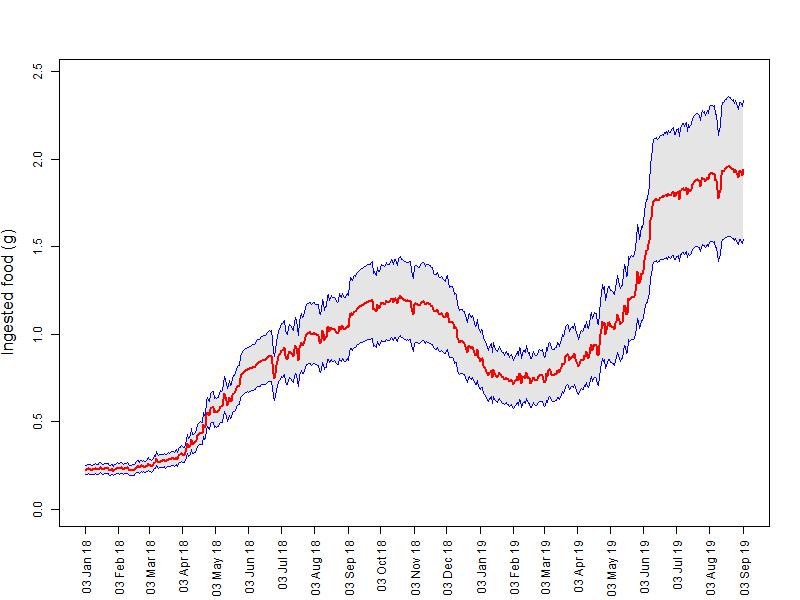 Ingested food (g)
2.5
2.0
1.5
1.0
0.5
0.0
03 Jan 18
03 Feb 18
03 Mar 18
03 Apr 18
03 May 18
03 Jun 18
03 Jul 18
03 Aug 18
03 Sep 18
03 Oct 18
03 Nov 18
03 Dec 18
03 Jan 19
03 Feb 19
03 Mar 19
03 Apr 19
03 May 19
03 Jun 19
03 Jul 19
03 Aug 19
03 Sep 19